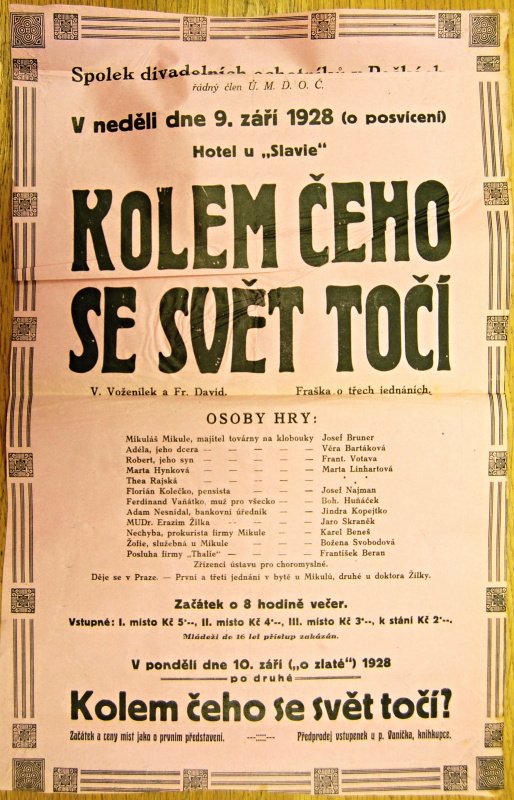 Spolek divadelních ochotníků v
řádný člen Ú. M. D. O. Č.
V neděli dne 9. září 1928 (o posvícení)
Hotel u „Slavie"
KOLEM ČEHO
SE SVĚT TOČÍ
V. Voženílek a Fr. David. Fraška o třech jednáních.
OSOBY HRY:
Mikuláš Mikule, majitel továrny na klobouky Josef Bruner
Adéla, jeho dcera — — — — — Věra Bartáková
Robert, jeho syn — — — — — Frant. Votava
Marta Hynková — — — — — Marta Linhartová
Thea Rajská — — — — — * * *
Florián Kolečko, pensista — — — — Josef Najman
Ferdinand Vaňátko, muž pro všecko — — Boh. Huňáček
Adam Nesnídal, bankovní úředník — — Jindra Kopejtko
MUDr. Erazim Žilka — — — — Jaro Skraněk
Nechyba, prokurista firmy Mikule — — Karel Beneš
Žofie, služebná u Mikule — — — — Božena Svobodová
Posluha firmy „Thalie" — — — — František Beran
Zřízenci ústavu pro choromyslné.
Děje se v Praze. — První a třetí jednání v bytě u Mikulů, druhé u doktora Žilky.
Začátek o 8 hodině večer.
Vstupné: I. místo Kč 5·--, II. místo Kč 4·--, III. místo Kč 3·--, k stání Kč 2·--.
Mládeži do 16 let přístup zakázán.
V pondělí dne 10. září („o zlaté") 1928
po druhé
Kolem čeho se svět točí?
Začátek a ceny míst jako o prvním představení. Předprodej vstupenek u p. Vanička, knihkupce.